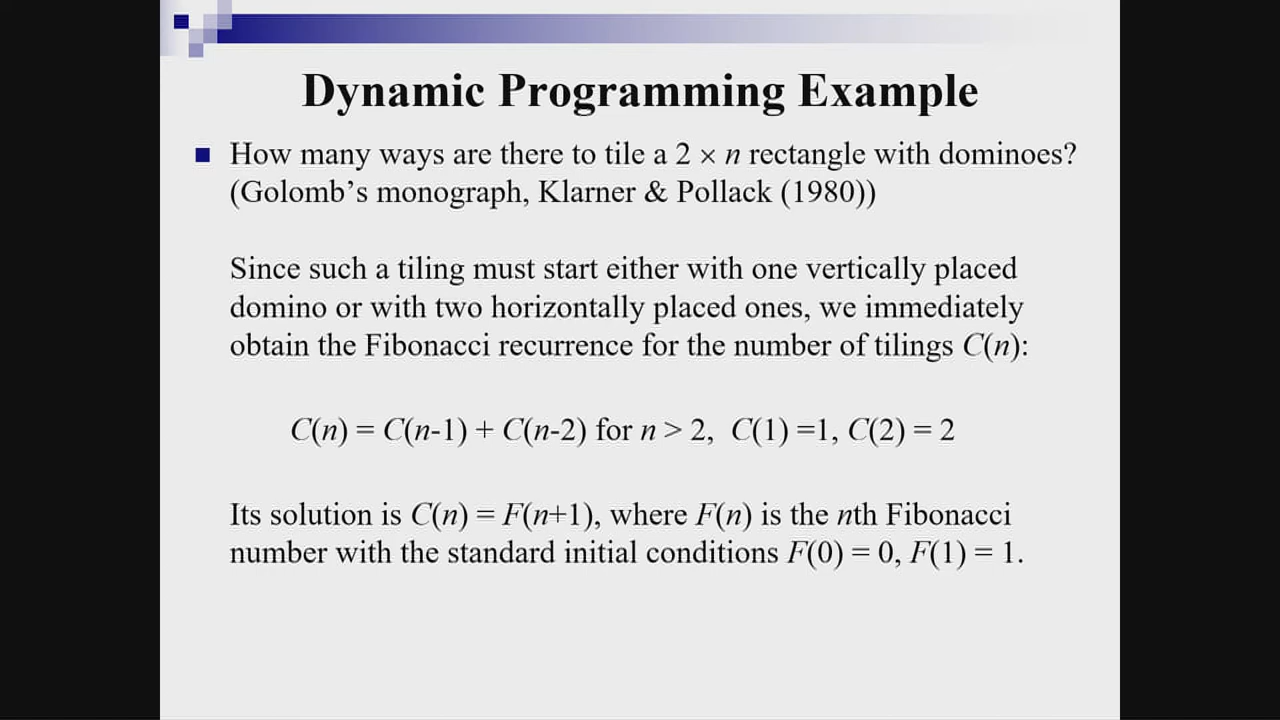 Dynamic Programming Example
How many ways are there to tile a 2 × n rectangle with dominoes?
(Golomb’s monograph, Klarner & Pollack (1980))
Since such a tiling must start either with one vertically placed
domino or with two horizontally placed ones, we immediately
obtain the Fibonacci recurrence for the number of tilings C(n):
C(n) = C(n-1) + C(n-2) for n > 2, C(1) =1, C(2) = 2
Its solution is C(n) = F(n+1), where F(n) is the nth Fibonacci
number with the standard initial conditions F(0) = 0, F(1) = 1.